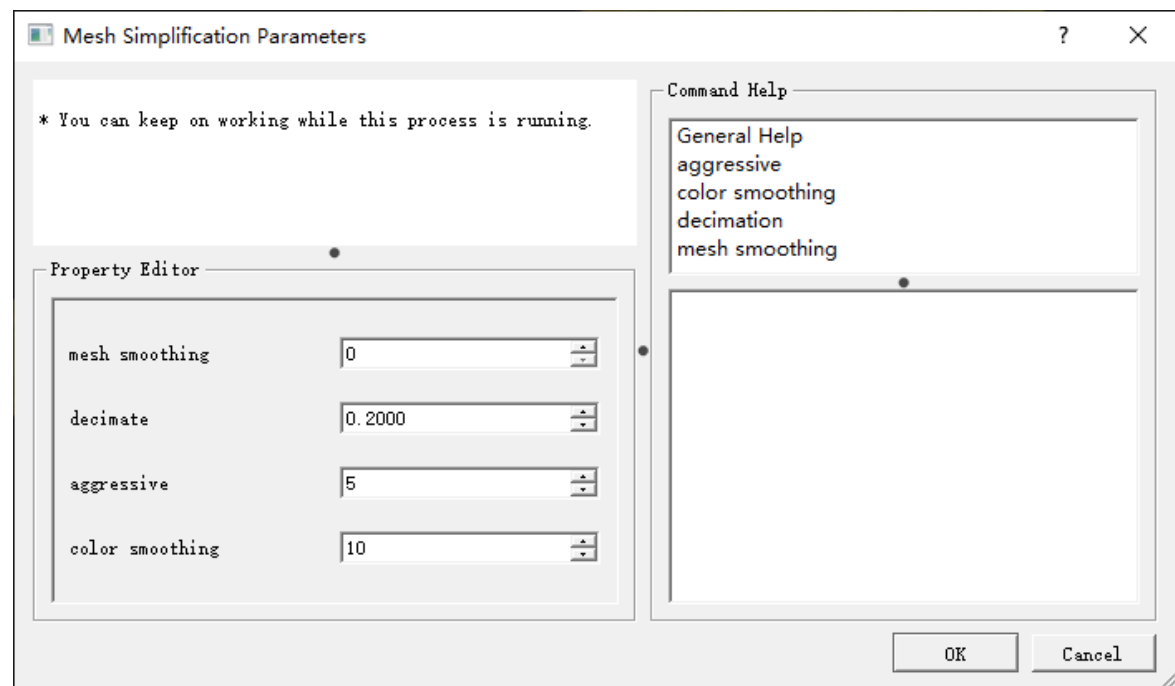 Mesh Simplification Parameters
?
* You can keep on working while this process is running.
Property Editor
mesh smoothing 0
decimate 0.2000
aggressive 5
color smoothing 10
Command Help
General Help
aggressive
color smoothing
decimation
mesh smoothing
OK Cancel